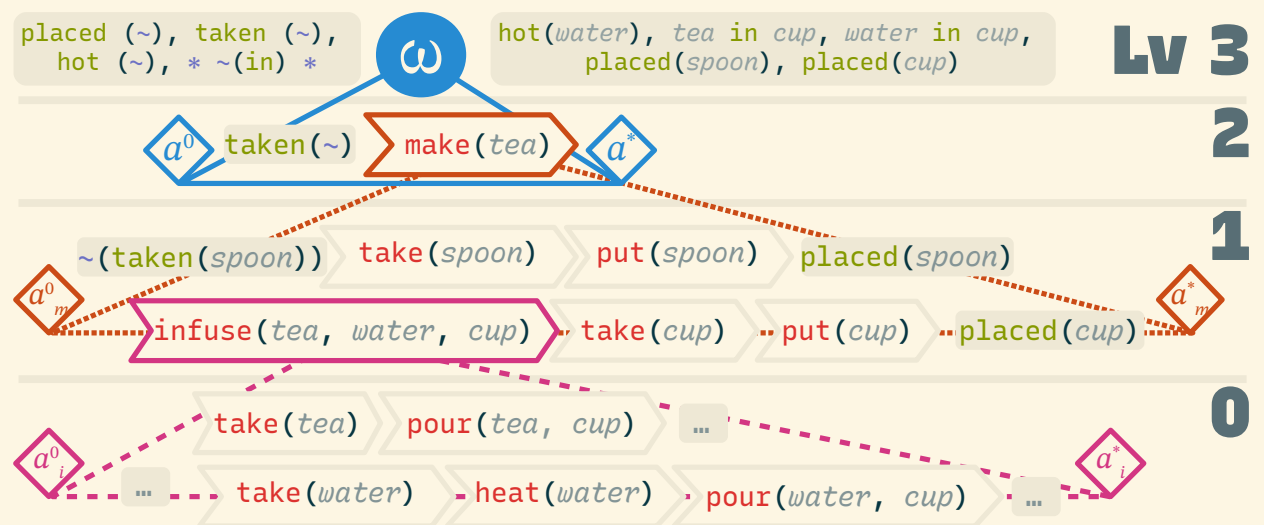 placed (~), taken (~),
hot (~), * ~(in) *
ω
hot(water), tea in cup, water in cup,
placed(spoon), placed(cup)
Lv 3
a⁰ taken(~) make(tea) a* 2
1
~(taken(spoon)) take(spoon) put(spoon) placed(spoon)
a⁰ₘ a*ₘ
infuse(tea, water, cup) take(cup) put(cup) placed(cup)
0
take(tea) pour(tea, cup) …
a⁰ᵢ a*ᵢ
… take(water) heat(water) pour(water, cup) …